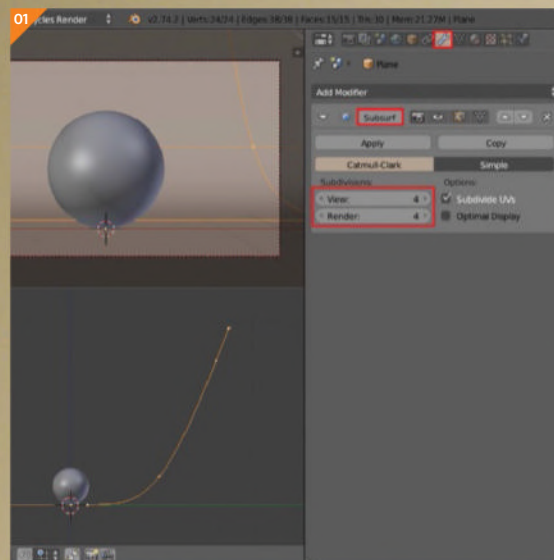 01
cles Render
v2.74.3 | Verts:24/24 | Edges:38/38 | Faces:15/15 | Tris:30 | Mem:21.23M | Plane
Plane
Add Modifier
Subsurf
Apply
Copy
Catmull-Clark
Simple
Subdivisions:
Options:
View:
4
Subdivide UVs
Render:
4
Optimal Display